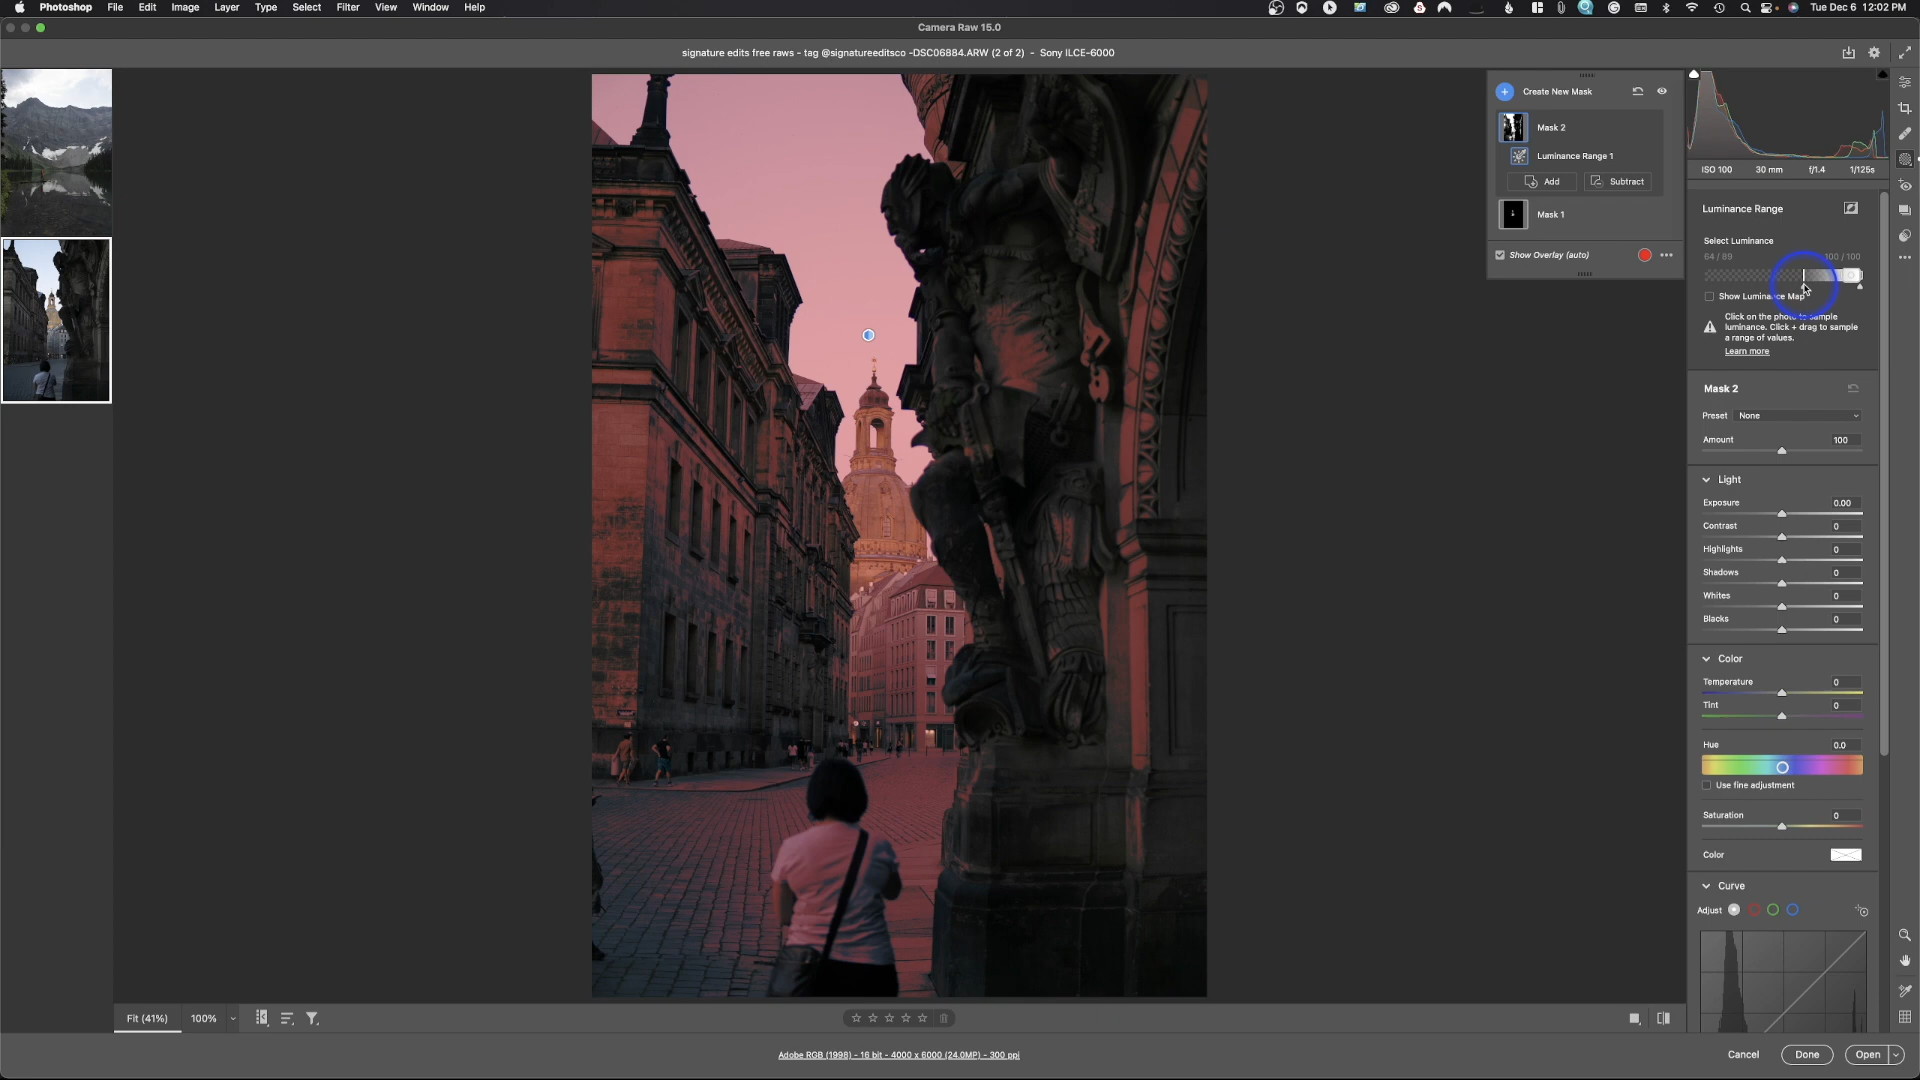 Photoshop File Edit Image Layer Type Select Filter View Window Help Tue Dec 6 12:02 PM
Camera Raw 15.0
signature edits free raws - tag @signatureeditsco -DSC06884.ARW (2 of 2) - Sony ILCE-6000
Create New Mask
Mask 2
Luminance Range 1
Add Subtract
Mask 1
Show Overlay (auto)
ISO 100 30 mm f/1.4 1/125s
Luminance Range
Select Luminance
64 / 89 100 / 100
Show Luminance Map
Click on the photo to sample
luminance. Click + drag to sample
a range of values.
Learn more
Mask 2
Preset None
Amount 100
Light
Exposure 0.00
Contrast 0
Highlights 0
Shadows 0
Whites 0
Blacks 0
Color
Temperature 0
Tint 0
Hue 0.0
Use fine adjustment
Saturation 0
Color
Curve
Adjust
Fit (41%) 100%
Adobe RGB (1998) - 16 bit - 4000 x 6000 (24.0MP) - 300 ppi
Cancel Done Open